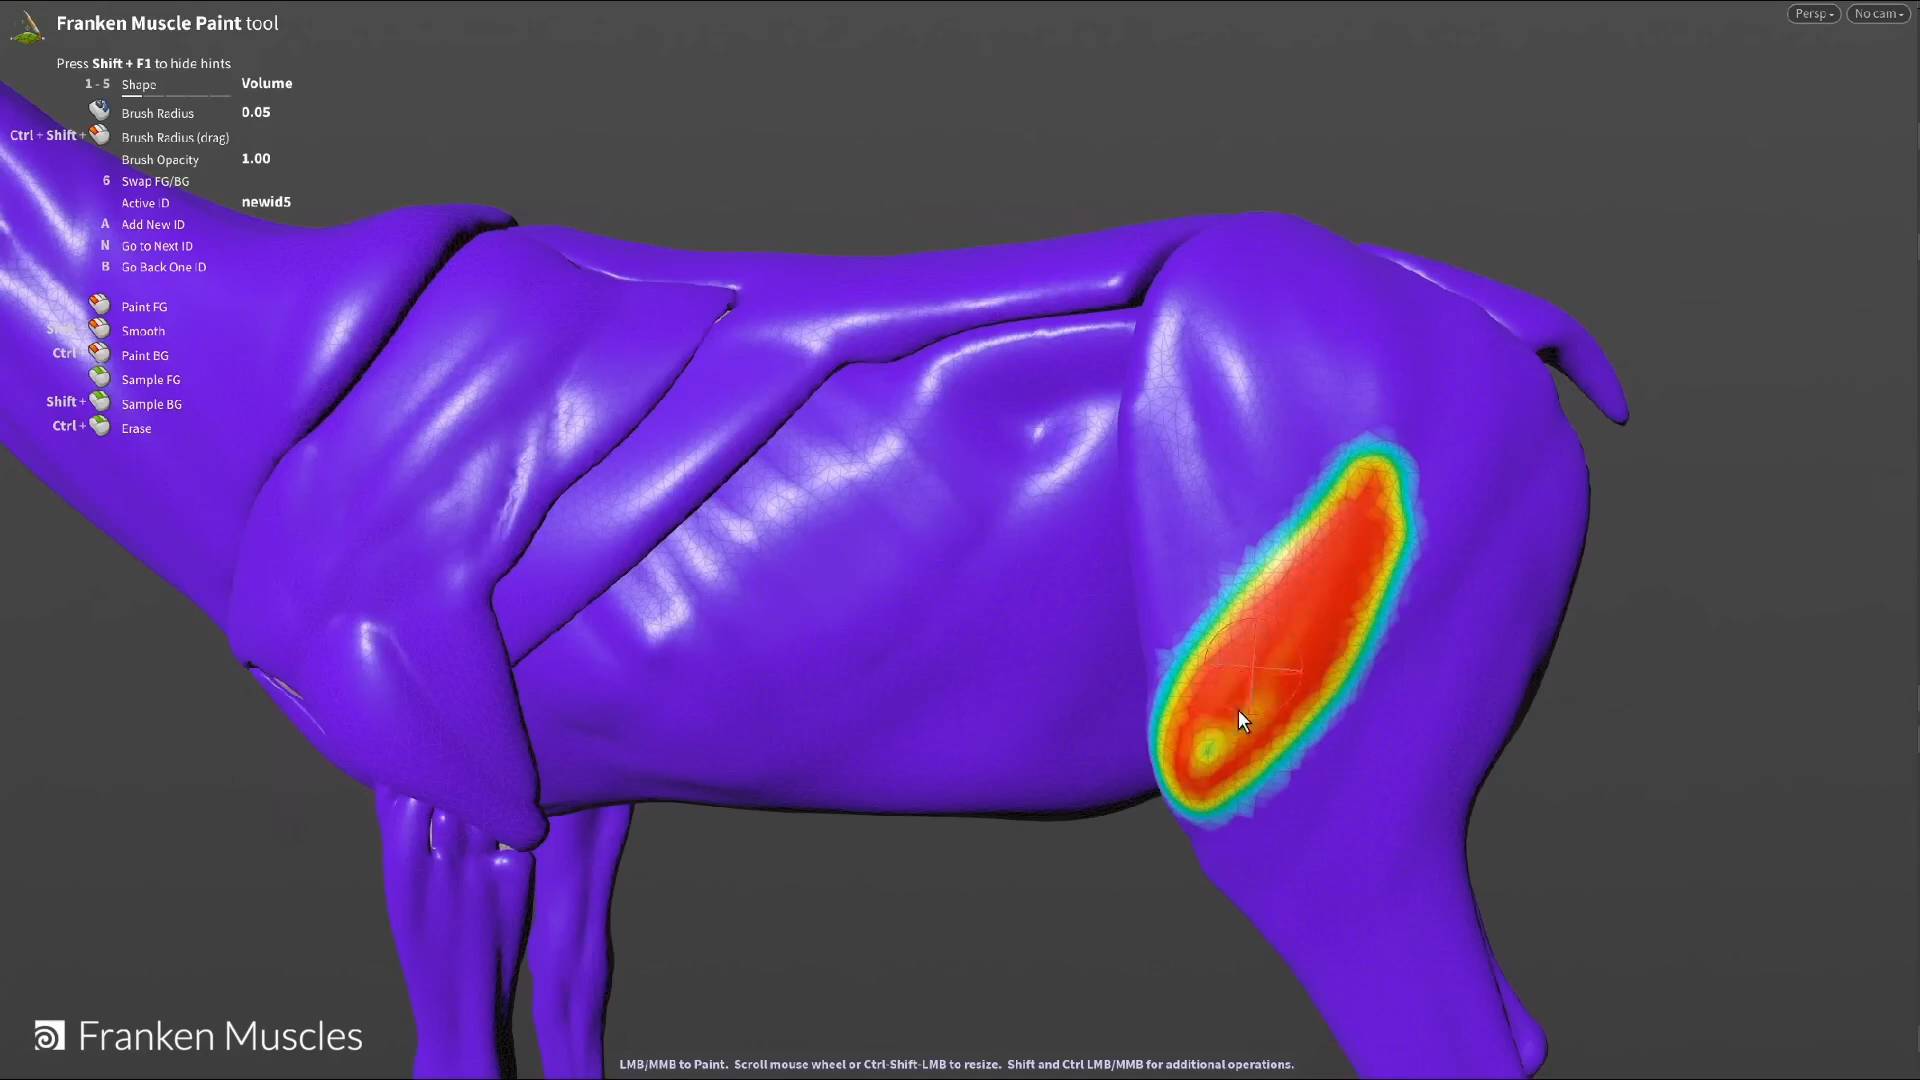 Franken Muscle Paint tool
Persp
No cam
Press Shift + F1 to hide hints
1 - 5 Shape Volume
Brush Radius 0.05
Ctrl + Shift + Brush Radius (drag)
Brush Opacity 1.00
6 Swap FG/BG
Active ID newid5
A Add New ID
N Go to Next ID
B Go Back One ID
Paint FG
Smooth
Ctrl Paint BG
Sample FG
Shift + Sample BG
Ctrl + Erase
Franken Muscles
LMB/MMB to Paint. Scroll mouse wheel or Ctrl-Shift-LMB to resize. Shift and Ctrl LMB/MMB for additional operations.